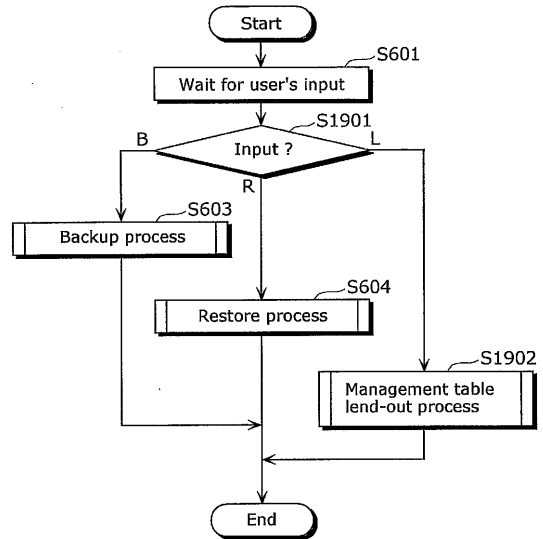 Start
S601
Wait for user's input
S1901
Input ?
B
L
R
S603
Backup process
S604
Restore process
S1902
Management table
lend-out process
End